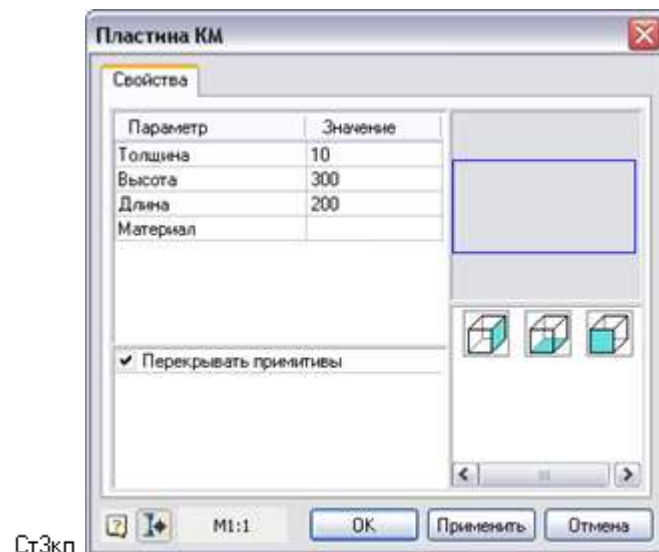 Пластина КМ
Свойства
Параметр Значение
Толщина 10
Высота 300
Длина 200
Материал
Перекрывать примитивы
М1:1 OK Применить Отмена
Ст3кп